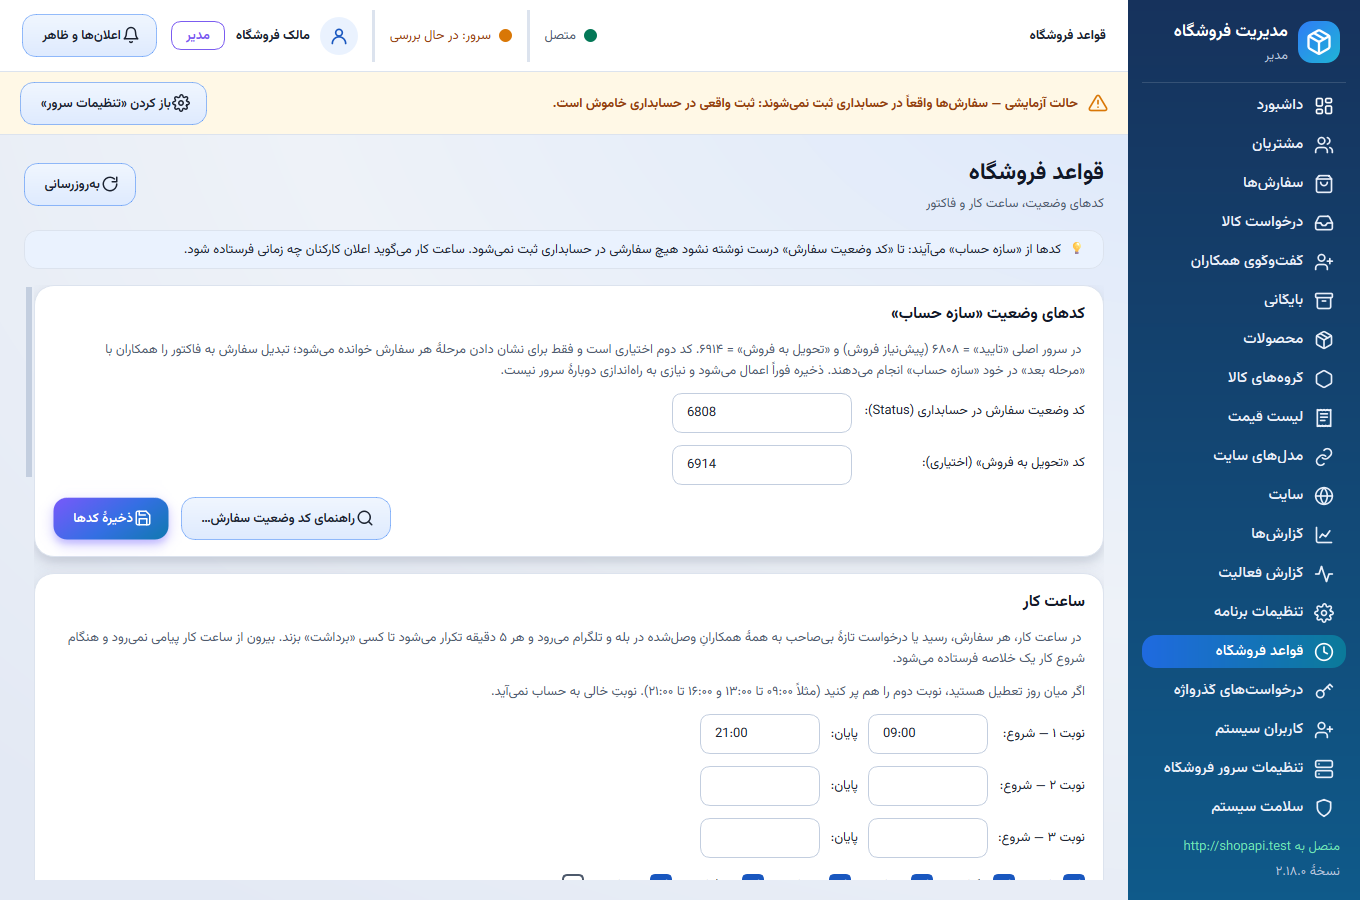 مدیریت فروشگاه
مدیر
داشبورد
مشتریان
سفارش‌ها
درخواست کالا
گفت‌وگوی همکاران
بایگانی
محصولات
گروه‌های کالا
لیست قیمت
مدل‌های سایت
سایت
گزارش‌ها
گزارش فعالیت
تنظیمات برنامه
قواعد فروشگاه
درخواست‌های گذرواژه
کاربران سیستم
تنظیمات سرور فروشگاه
سلامت سیستم
متصل به http://shopapi.test
نسخهٔ ۲.۱۸.۰
قواعد فروشگاه
متصل
سرور: در حال بررسی
مالک فروشگاه
مدیر
اعلان‌ها و ظاهر
حالت آزمایشی – سفارش‌ها واقعاً در حسابداری ثبت نمی‌شوند: ثبت واقعی در حسابداری خاموش است.
باز کردن «تنظیمات سرور»
قواعد فروشگاه
کدهای وضعیت، ساعت کار و فاکتور
به‌روزرسانی
کدها از «سازه حساب» می‌آیند: تا «کد وضعیت سفارش» درست نوشته نشود هیچ سفارشی در حسابداری ثبت نمی‌شود. ساعت کار می‌گوید اعلان کارکنان چه زمانی فرستاده شود.
کدهای وضعیت «سازه حساب»
در سرور اصلی «تایید» = ۶۸۰۸ (پیش‌نیاز فروش) و «تحویل به فروش» = ۶۹۱۴. کد دوم اختیاری است و فقط برای نشان دادن مرحلهٔ هر سفارش خوانده می‌شود؛ تبدیل سفارش به فاکتور را همکاران با
«مرحله بعد» در خود «سازه حساب» انجام می‌دهند. ذخیره فوراً اعمال می‌شود و نیازی به راه‌اندازی دوبارهٔ سرور نیست.
کد وضعیت سفارش در حسابداری (Status):
6808
کد «تحویل به فروش» (اختیاری):
6914
راهنمای کد وضعیت سفارش...
ذخیرهٔ کدها
ساعت کار
در ساعت کار، هر سفارش، رسید یا درخواست تازهٔ بی‌صاحب به همهٔ همکارانِ وصل‌شده در بله و تلگرام می‌رود و هر ۵ دقیقه تکرار می‌شود تا کسی «برداشت» بزند. بیرون از ساعت کار پیامی نمی‌رود و هنگام
شروع کار یک خلاصه فرستاده می‌شود.
اگر میان روز تعطیل هستید، نوبت دوم را هم پر کنید (مثلاً ۰۹:۰۰ تا ۱۳:۰۰ و ۱۶:۰۰ تا ۲۱:۰۰). نوبتِ خالی به حساب نمی‌آید.
نوبت ۱ – شروع:
09:00
پایان:
21:00
نوبت ۲ – شروع:
پایان:
نوبت ۳ – شروع:
پایان: